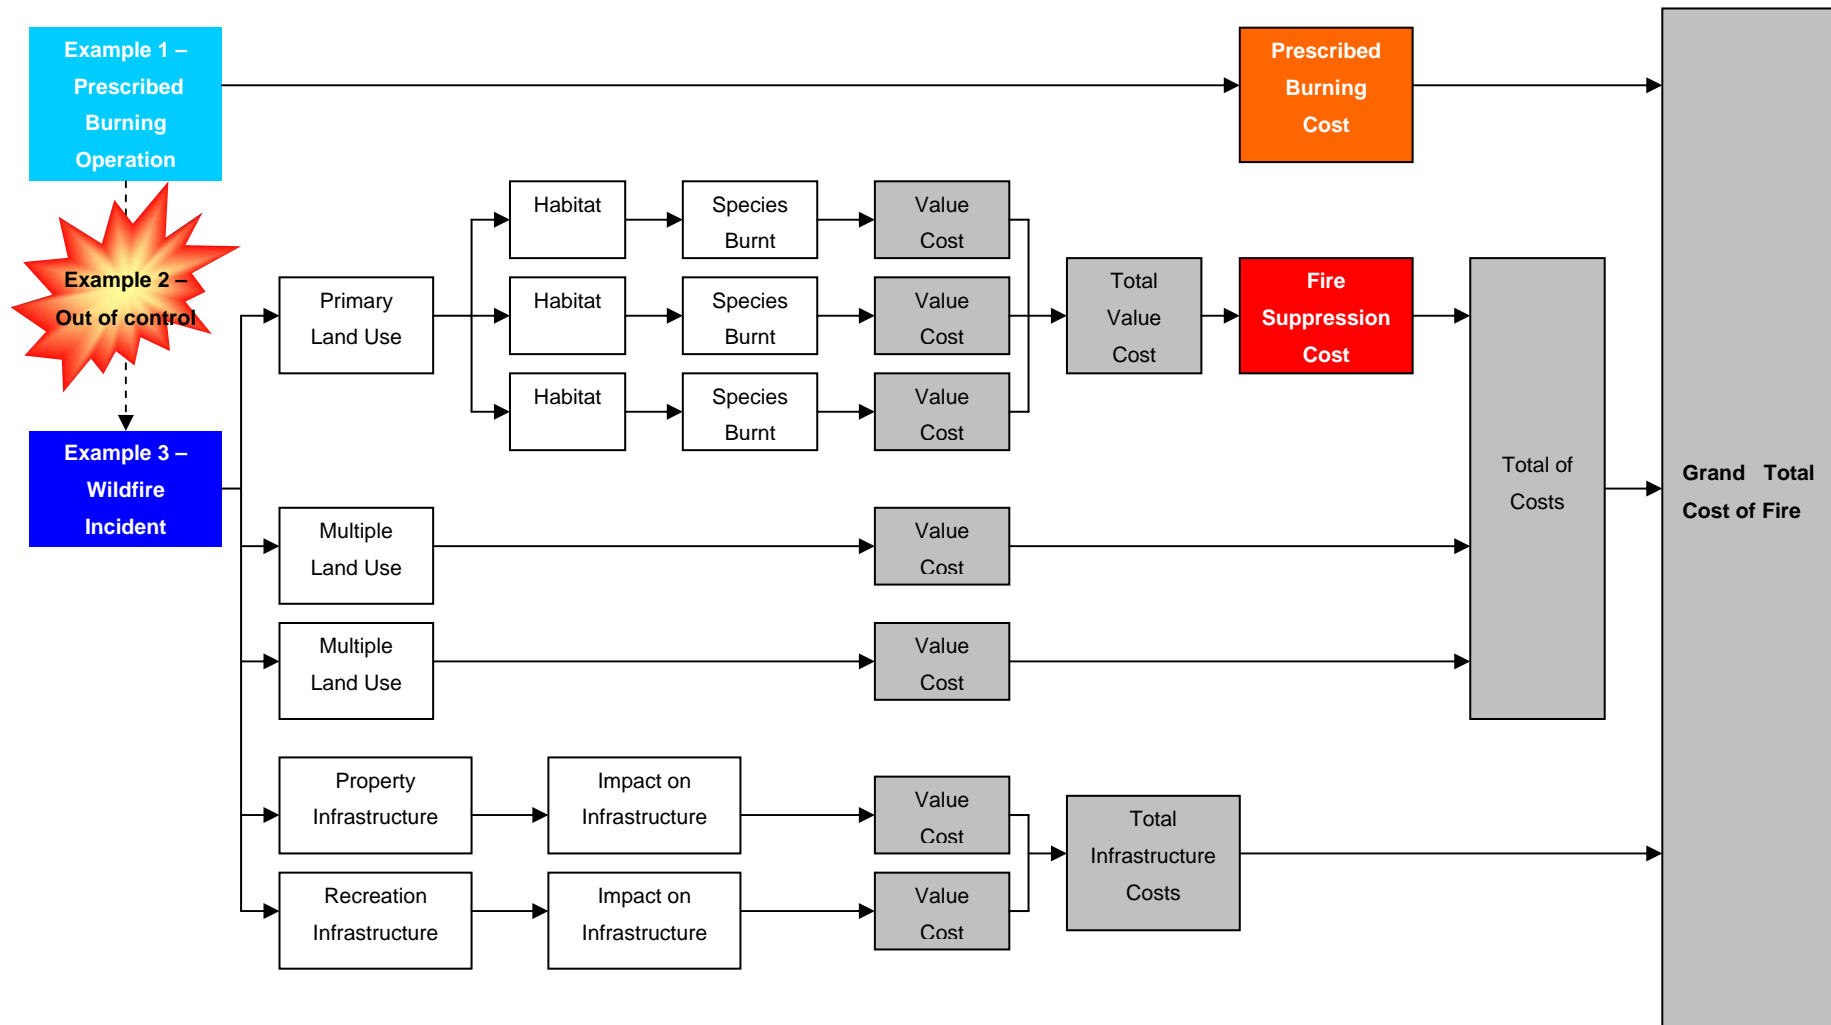 Example 1 –
Prescribed
Burning
Operation
Prescribed
Burning
Cost
Example 2 –
Out of control
Habitat
Species
Burnt
Value
Cost
Primary
Land Use
Habitat
Species
Burnt
Value
Cost
Total
Value
Cost
Fire
Suppression
Cost
Habitat
Species
Burnt
Value
Cost
Example 3 –
Wildfire
Incident
Total of
Costs
Grand Total
Cost of Fire
Multiple
Land Use
Value
Cost
Multiple
Land Use
Value
Cost
Property
Infrastructure
Impact on
Infrastructure
Value
Cost
Total
Infrastructure
Costs
Recreation
Infrastructure
Impact on
Infrastructure
Value
Cost